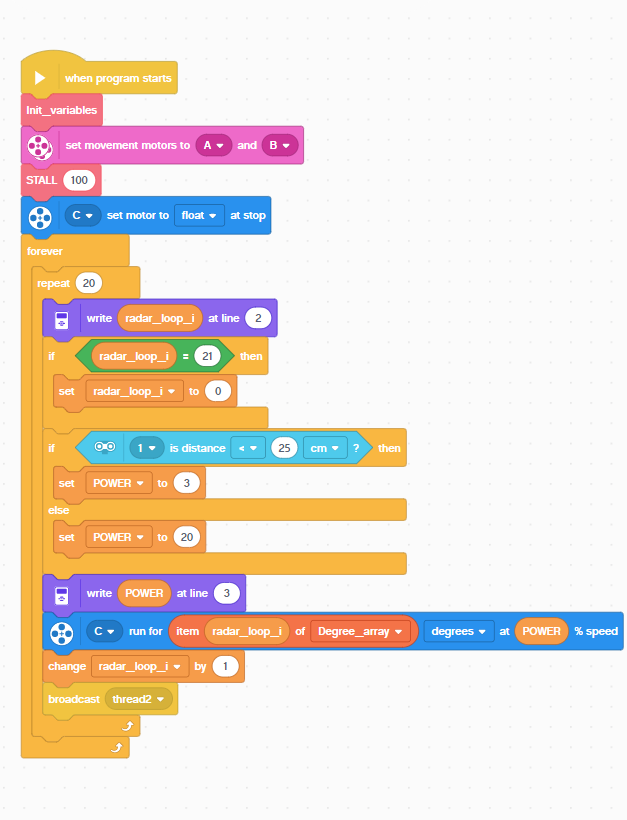 when program starts
Init_variables
set movement motors to A and B
STALL 100
C set motor to float at stop
forever
repeat 20
write radar_loop_i at line 2
if radar_loop_i = 21 then
set radar_loop_i to 0
if 1 is distance < 25 cm ? then
set POWER to 3
else
set POWER to 20
write POWER at line 3
C run for item radar_loop_i of Degree_array degrees at POWER % speed
change radar_loop_i by 1
broadcast thread2